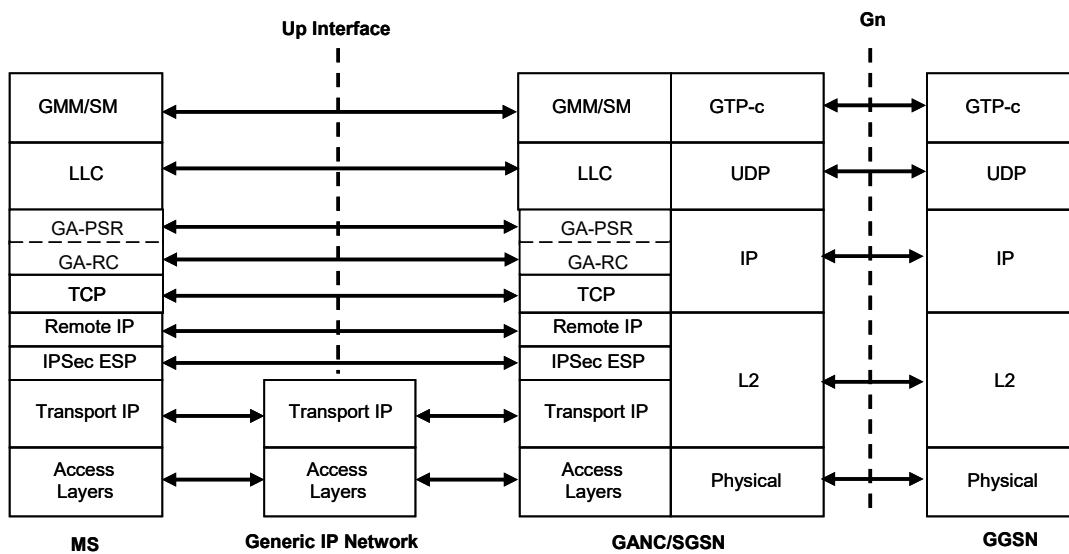 Up Interface
Gn
GMM/SM
GMM/SM
GTP-c
GTP-c
LLC
LLC
UDP
UDP
GA-PSR
GA-PSR
GA-RC
GA-RC
IP
IP
TCP
TCP
Remote IP
Remote IP
IPSec ESP
IPSec ESP
L2
L2
Transport IP
Transport IP
Transport IP
Access
Layers
Access
Layers
Access
Layers
Physical
Physical
MS
Generic IP Network
GANC/SGSN
GGSN